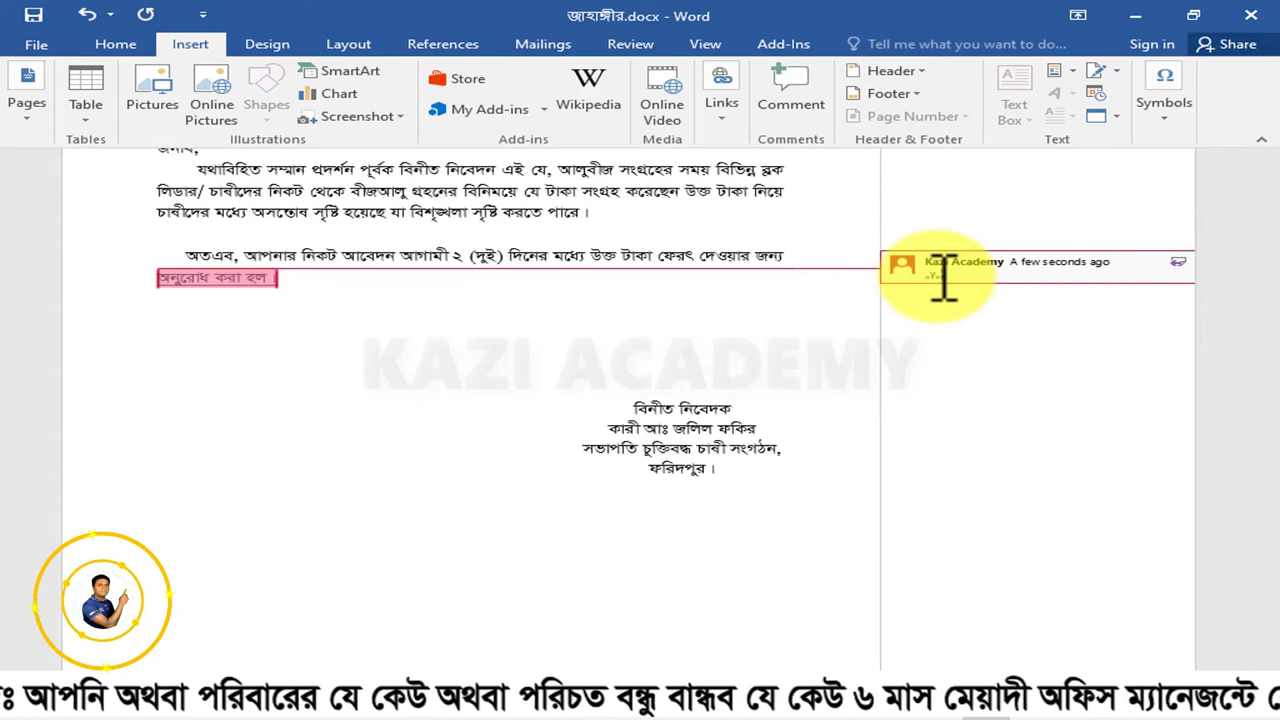 জাহাঙ্গীর.docx - Word
Sign in
Share
File
Home
Insert
Design
Layout
References
Mailings
Review
View
Add-Ins
Tell me what you want to do...
Pages
Table
Pictures
Online Pictures
Shapes
SmartArt
Chart
Screenshot
Store
My Add-ins
Wikipedia
Online Video
Links
Comment
Header
Footer
Page Number
Text Box
Symbols
Tables
Illustrations
Add-ins
Media
Comments
Header & Footer
Text
জনাব,
যথাবিহিত সম্মান প্রদর্শন পূর্বক বিনীত নিবেদন এই যে, আলুবীজ সংগ্রহের সময় বিভিন্ন ব্লক
লিডার/ চাষীদের নিকট থেকে বীজআলু গ্রহনের বিনিময়ে যে টাকা সংগ্রহ করেছেন উক্ত টাকা নিয়ে
চাষীদের মধ্যে অসন্তোষ সৃষ্টি হয়েছে যা বিশৃঙ্খলা সৃষ্টি করতে পারে ।
অতএব, আপনার নিকট আবেদন আগামী ২ (দুই) দিনের মধ্যে উক্ত টাকা ফেরৎ দেওয়ার জন্য
অনুরোধ করা হল ।
Kazi Academy A few seconds ago
KAZI ACADEMY
বিনীত নিবেদক
কারী আঃ জলিল ফকির
সভাপতি চুক্তিবদ্ধ চাষী সংগঠন,
ফরিদপুর ।
আপনি অথবা পরিবারের যে কেউ অথবা পরিচিত বন্ধু বান্ধব যে কেউ ৬ মাস মেয়াদী অফিস ম্যানেজন্টে